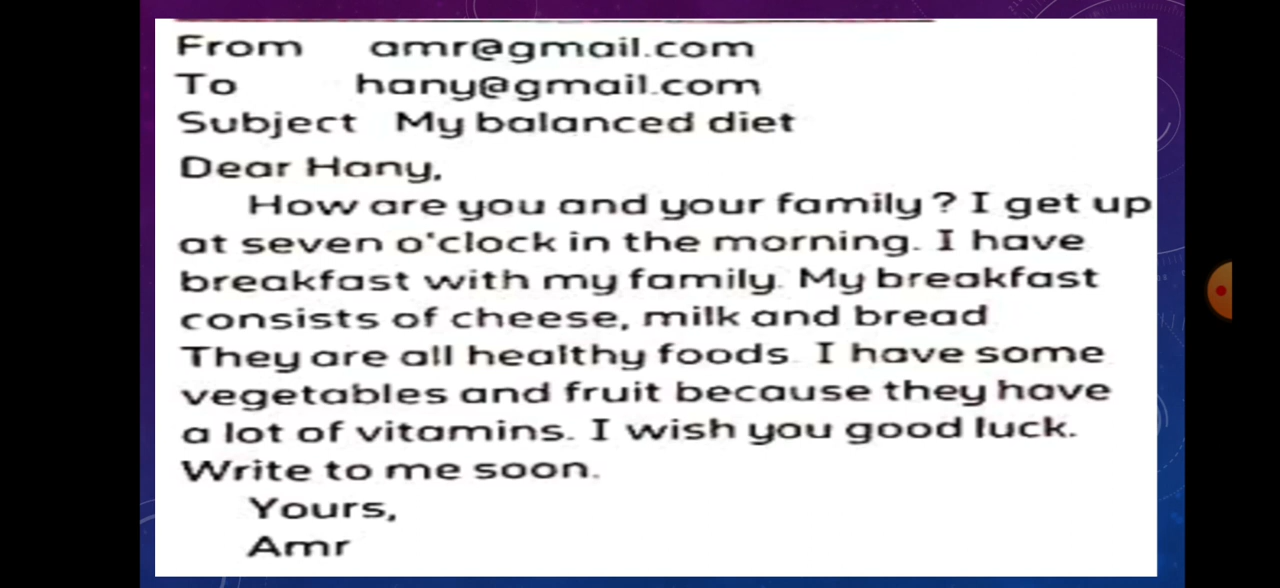 From amr@gmail.com
To hany@gmail.com
Subject My balanced diet
Dear Hany,
How are you and your family ? I get up
at seven o'clock in the morning. I have
breakfast with my family. My breakfast
consists of cheese, milk and bread
They are all healthy foods. I have some
vegetables and fruit because they have
a lot of vitamins. I wish you good luck.
Write to me soon.
Yours,
Amr